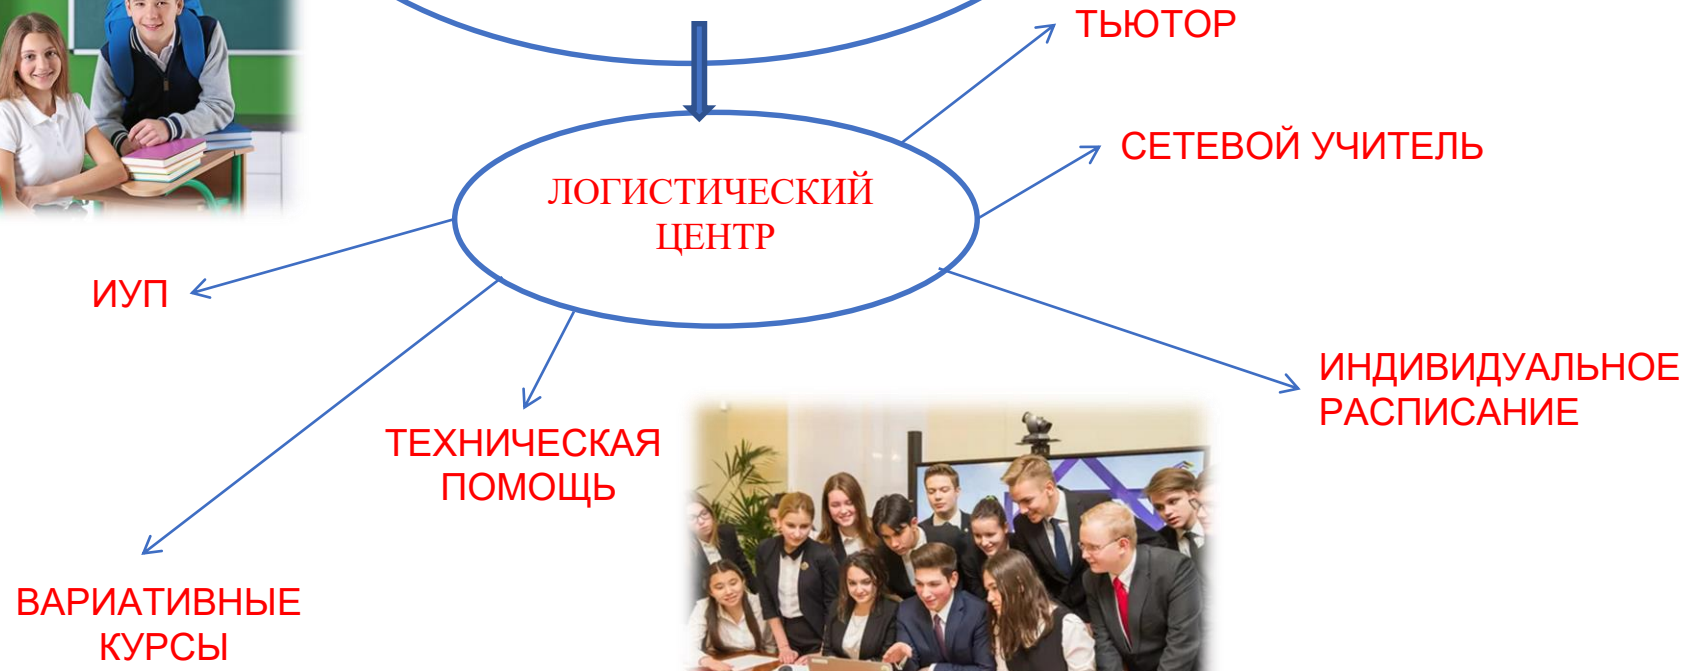 ТЬЮТОР
СЕТЕВОЙ УЧИТЕЛЬ
ЛОГИСТИЧЕСКИЙ
ЦЕНТР
ИУП
ИНДИВИДУАЛЬНОЕ
РАСПИСАНИЕ
ТЕХНИЧЕСКАЯ
ПОМОЩЬ
ВАРИАТИВНЫЕ
КУРСЫ